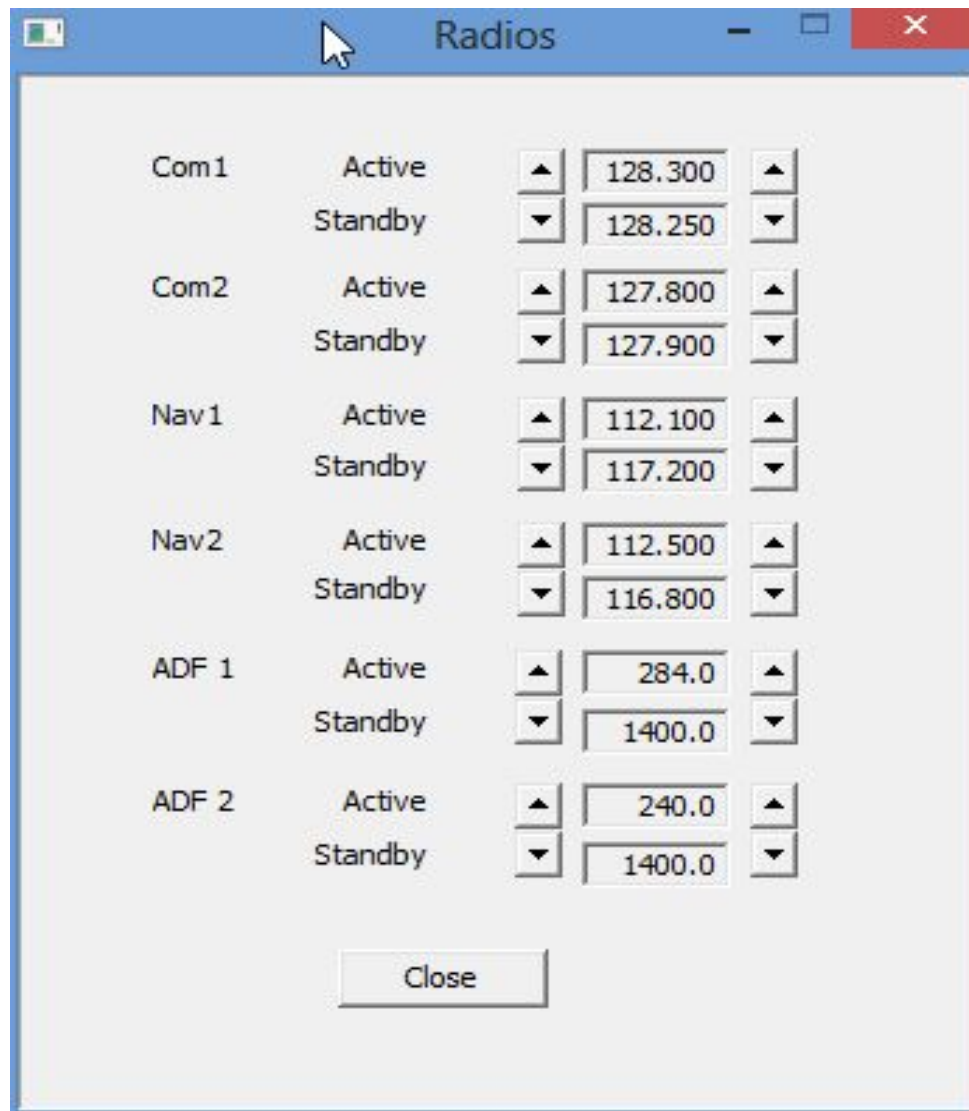 Radios
Com1 Active 128.300
Standby 128.250
Com2 Active 127.800
Standby 127.900
Nav1 Active 112.100
Standby 117.200
Nav2 Active 112.500
Standby 116.800
ADF 1 Active 284.0
Standby 1400.0
ADF 2 Active 240.0
Standby 1400.0
Close